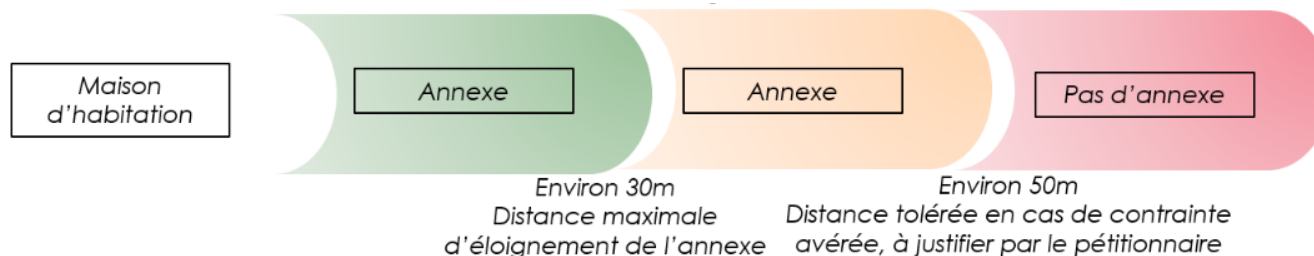 Maison
d'habitation
Annexe
Annexe
Pas d'annexe
Environ 30m
Distance maximale
d'éloignement de l'annexe
Environ 50m
Distance tolérée en cas de contrainte
avérée, à justifier par le pétitionnaire